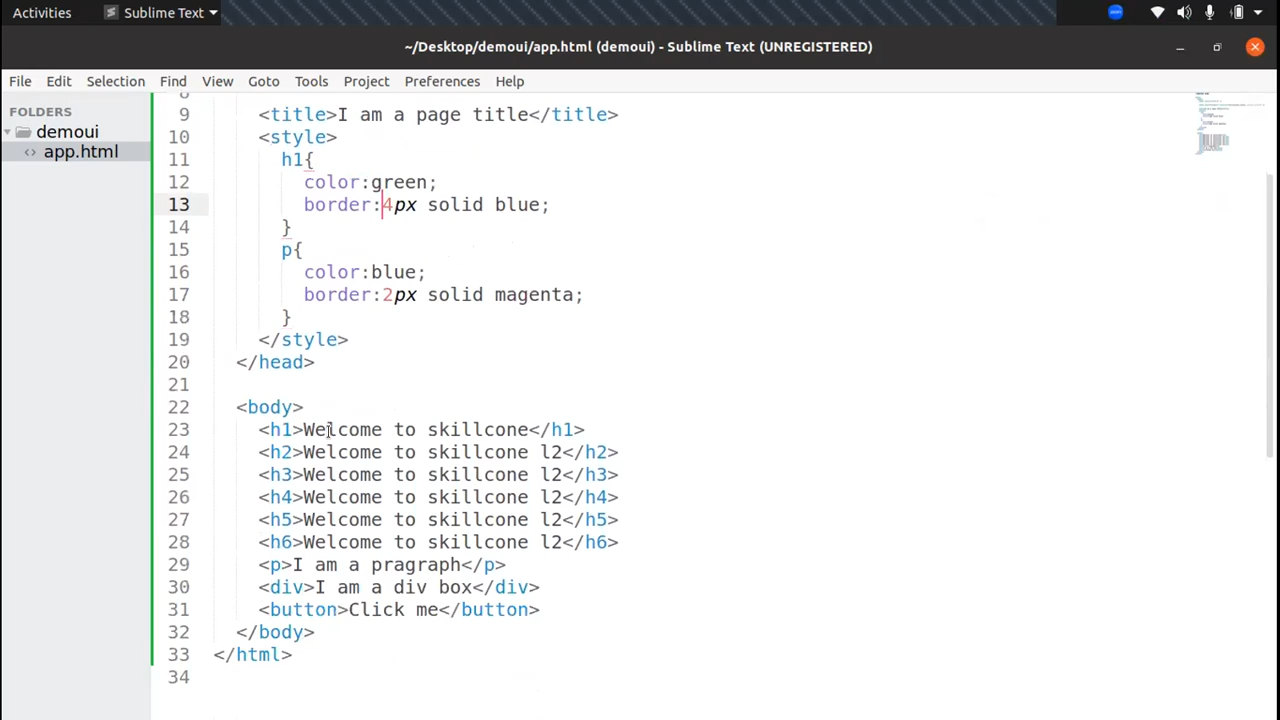 Activities Sublime Text
~/Desktop/demoui/app.html (demoui) - Sublime Text (UNREGISTERED)
File Edit Selection Find View Goto Tools Project Preferences Help
FOLDERS
demoui
<> app.html
8
9 <title>I am a page title</title>
10 <style>
11 h1{
12 color:green;
13 border:4px solid blue;
14 }
15 p{
16 color:blue;
17 border:2px solid magenta;
18 }
19 </style>
20 </head>
21
22 <body>
23 <h1>Welcome to skillcone</h1>
24 <h2>Welcome to skillcone l2</h2>
25 <h3>Welcome to skillcone l2</h3>
26 <h4>Welcome to skillcone l2</h4>
27 <h5>Welcome to skillcone l2</h5>
28 <h6>Welcome to skillcone l2</h6>
29 <p>I am a pragraph</p>
30 <div>I am a div box</div>
31 <button>Click me</button>
32 </body>
33 </html>
34